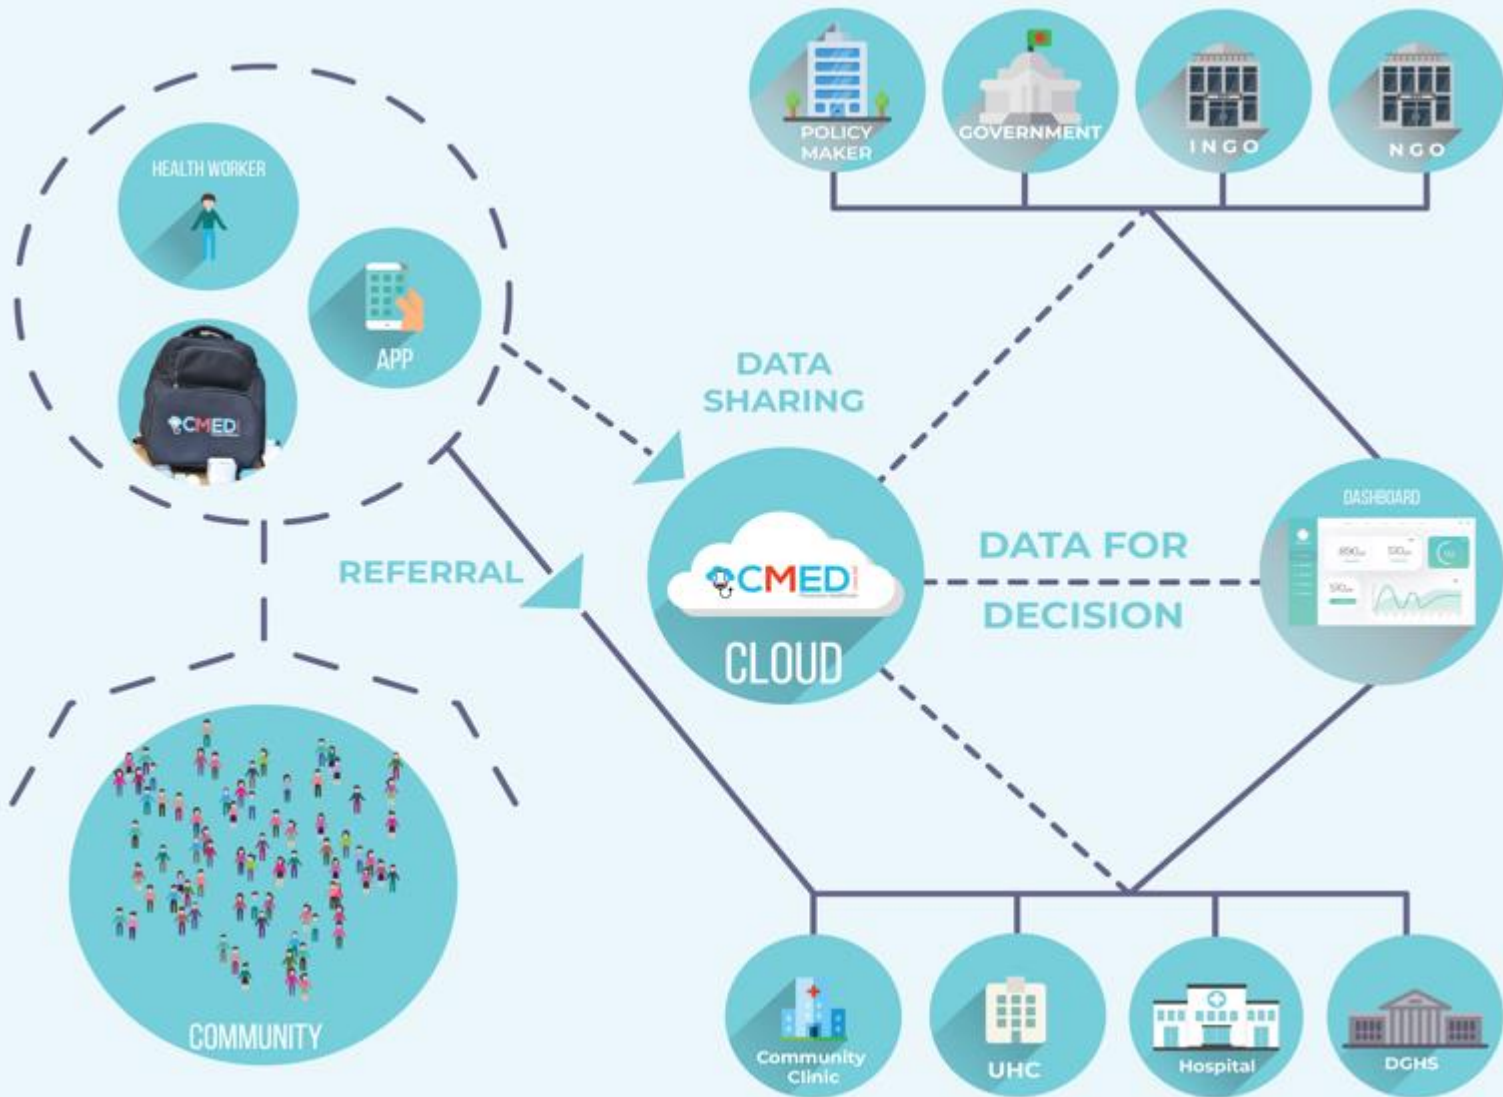 POLICY
MAKER
GOVERNMENT
INGO
NGO
HEALTH WORKER
APP
CMED
DATA
SHARING
REFERRAL
CMED
CLOUD
DATA FOR
DECISION
DASHBOARD
COMMUNITY
Community
Clinic
UHC
Hospital
DGHS